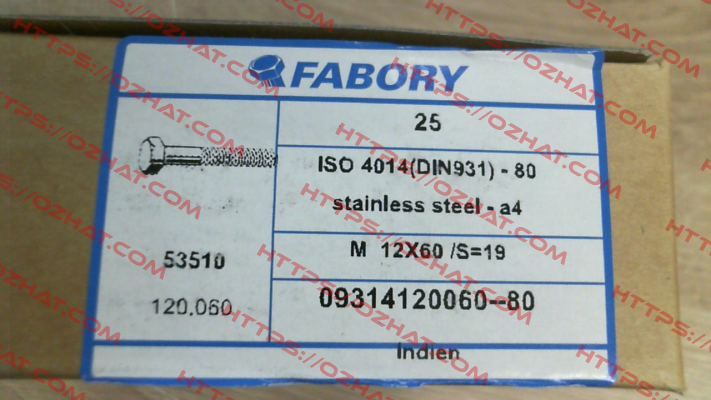 FABORY
25
ISO 4014(DIN931) - 80
stainless steel - a4
M 12X60 /S=19
53510
09314120060--80
120.060
Indien
HTTPS://OZHAT.COM